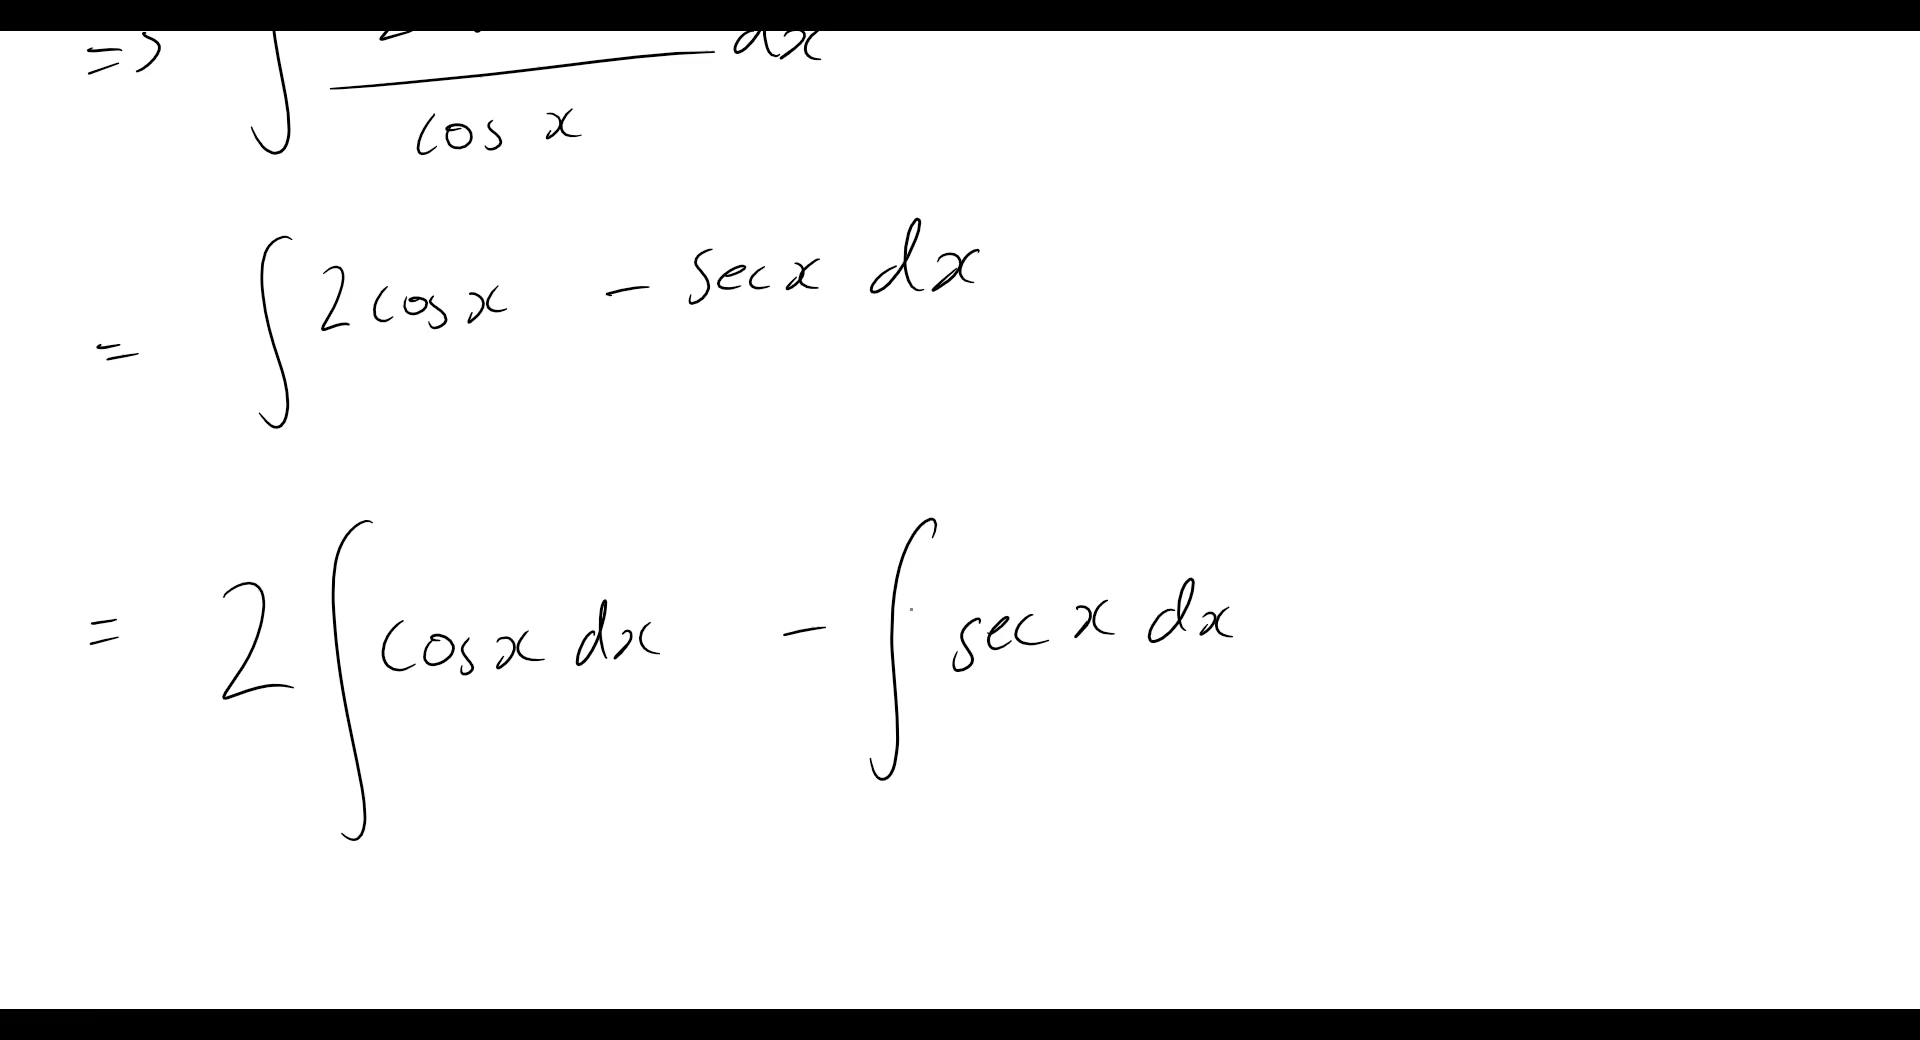 => ∫ dx
cos x
= ∫ 2 cos x - sec x dx
= 2 ∫ cos x dx - ∫ sec x dx